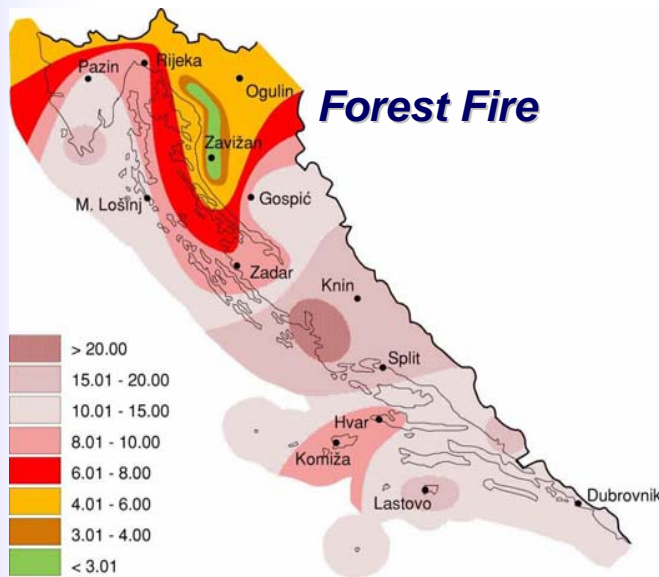 Forest Fire
Pazin
Rijeka
Ogulin
Zavižan
M. Lošinj
Gospić
Zadar
Knin
Split
Hvar
Komiža
Lastovo
Dubrovnik
> 20.00
15.01 - 20.00
10.01 - 15.00
8.01 - 10.00
6.01 - 8.00
4.01 - 6.00
3.01 - 4.00
< 3.01